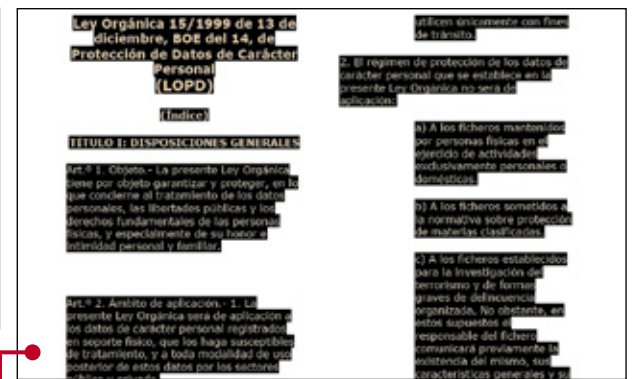 Ley Orgánica 15/1999 de 13 de
diciembre, BOE del 14, de
Protección de Datos de Carácter
Personal
(LOPD)
(Índice)
TITULO I: DISPOSICIONES GENERALES
Art.º 1. Objeto.- La presente Ley Orgánica
tiene por objeto garantizar y proteger, en lo
que concierne al tratamiento de los datos
personales, las libertades públicas y los
derechos fundamentales de las personas
físicas, y especialmente de su honor e
intimidad personal y familiar.
Art.º 2. Ámbito de aplicación.- 1. La
presente Ley Orgánica será de aplicación a
los datos de carácter personal registrados
en soporte físico, que los haga susceptibles
de tratamiento, y a toda modalidad de uso
posterior de estos datos por los sectores
público y privado.
utilicen únicamente con fines
de tránsito.
2. El régimen de protección de los datos de
carácter personal que se establece en la
presente Ley Orgánica no será de
aplicación:
a) A los ficheros mantenidos
por personas físicas en el
ejercicio de actividades
exclusivamente personales o
domésticas.
b) A los ficheros sometidos a
la normativa sobre protección
de materias clasificadas.
c) A los ficheros establecidos
para la investigación del
terrorismo y de formas
graves de delincuencia
organizada. No obstante, en
estos supuestos el
responsable del fichero
comunicará previamente la
existencia del mismo, sus
características generales y su